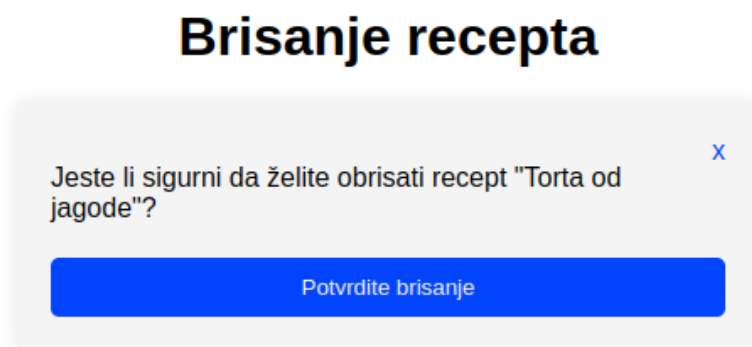 Brisanje recepta
x
Jeste li sigurni da želite obrisati recept "Torta od
jagode"?
Potvrdite brisanje